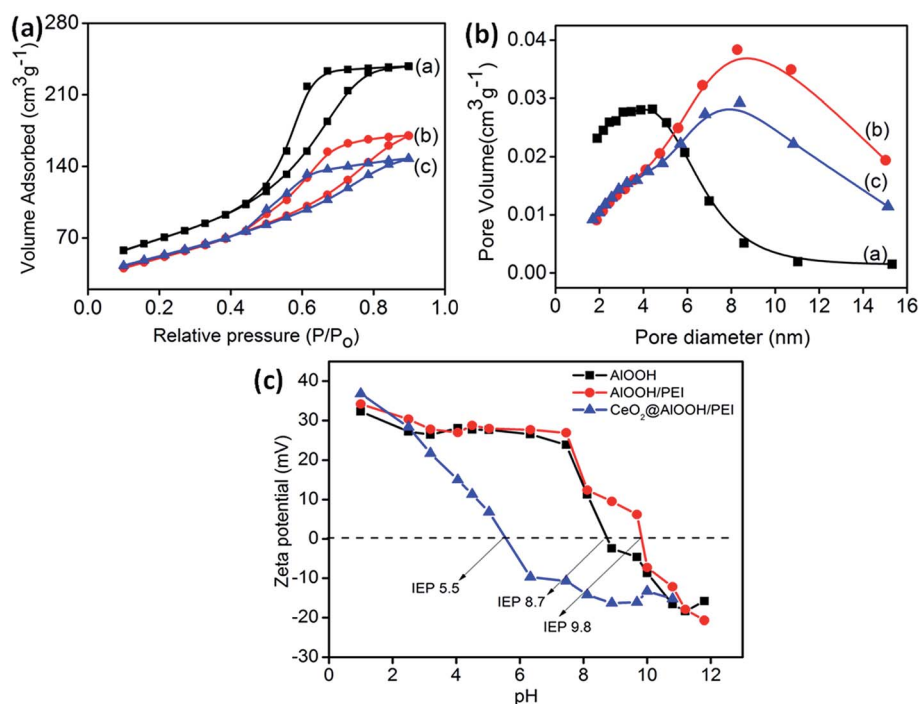 (a)
280
210
140
70
Volume Adsorbed (cm³g⁻¹)
(a)
(b)
(c)
0.0 0.2 0.4 0.6 0.8 1.0
Relative pressure (P/Po)
(b)
0.04
0.03
0.02
0.01
0.00
Pore Volume(cm³g⁻¹)
(b)
(c)
(a)
0 2 4 6 8 10 12 14 16
Pore diameter (nm)
(c)
40
30
20
10
0
-10
-20
-30
Zeta potential (mV)
AlOOH
AlOOH/PEI
CeO₂@AlOOH/PEI
IEP 5.5
IEP 8.7
IEP 9.8
0 2 4 6 8 10 12
pH